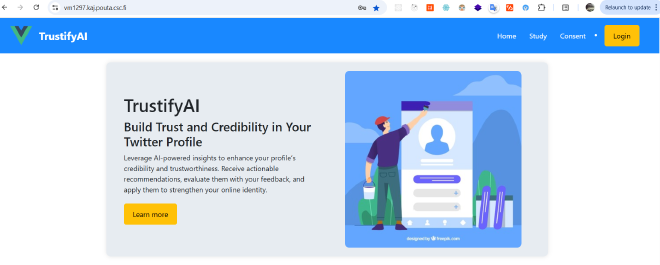 vm1297.kaj.pouta.csc.fi
Relaunch to update
TrustifyAI
Home Study Consent Login
TrustifyAI
Build Trust and Credibility in Your
Twitter Profile
Leverage AI-powered insights to enhance your profile's
credibility and trustworthiness. Receive actionable
recommendations, evaluate them with your feedback, and
apply them to strengthen your online identity.
Learn more
designed by freepik.com